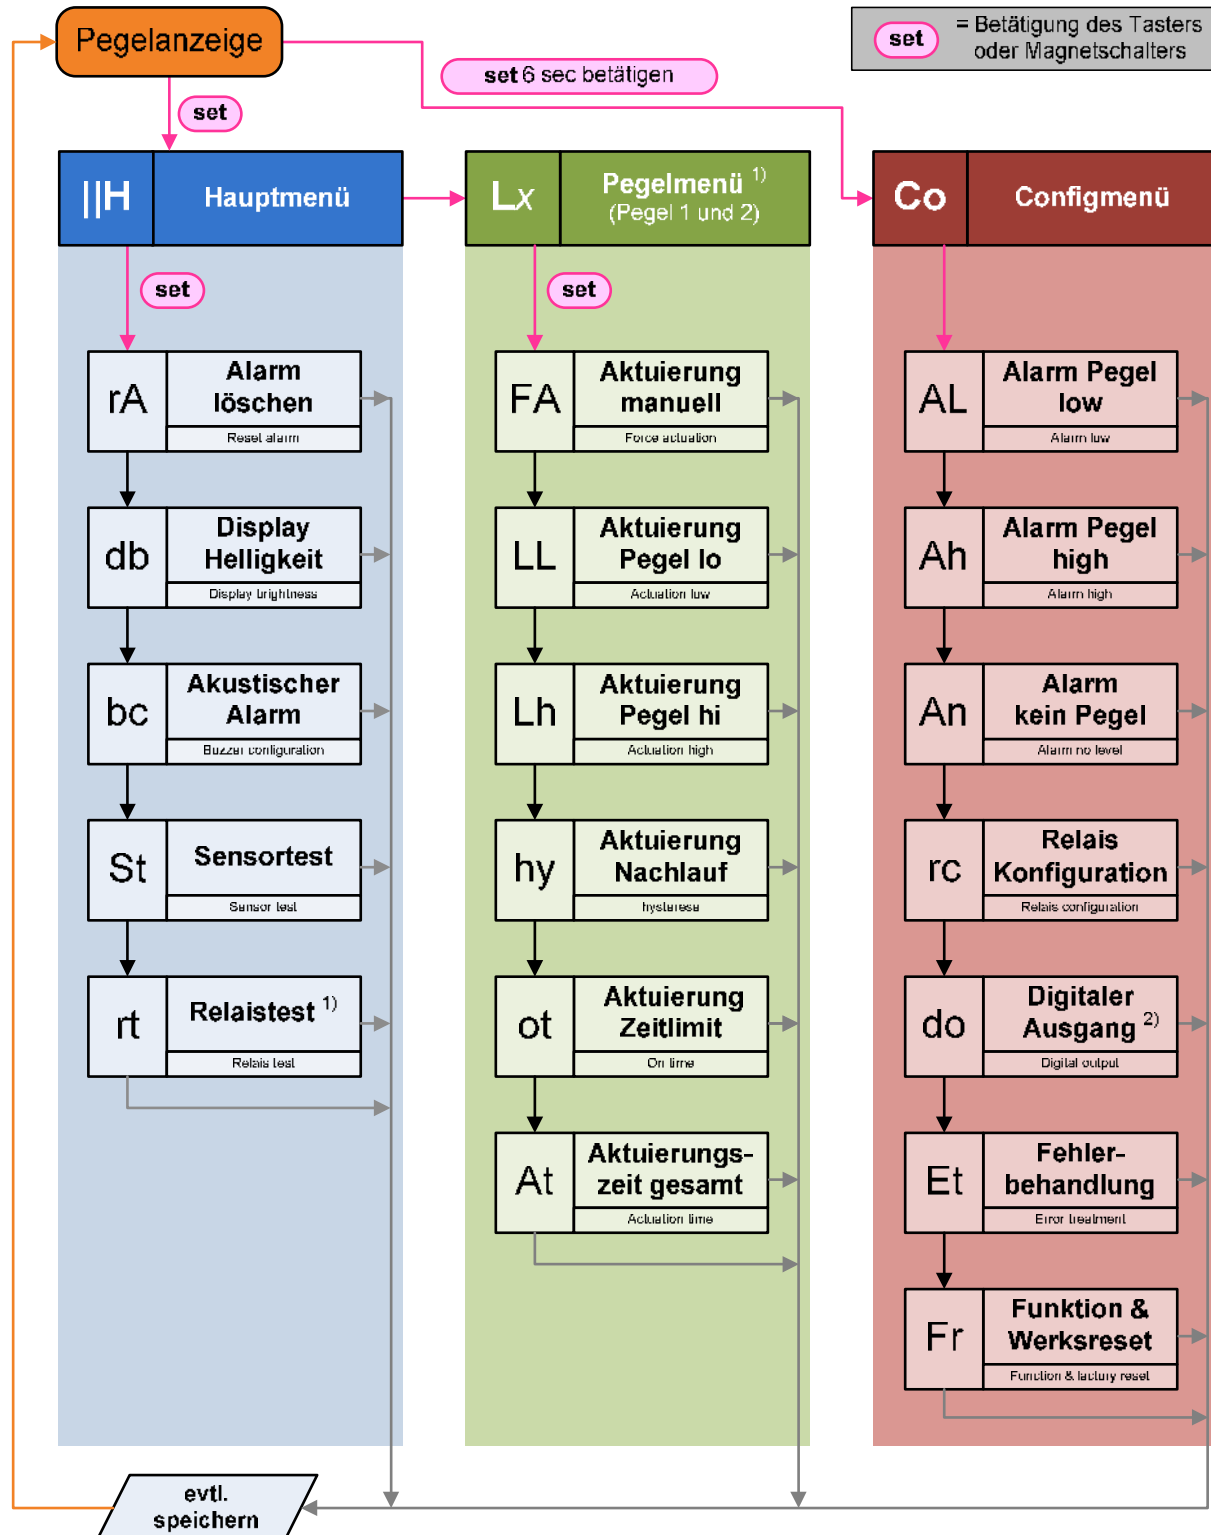 Pegelanzeige
set
= Betätigung des Tasters
oder Magnetschalters
set 6 sec betätigen
set
||H
Hauptmenü
Lx
Pegelmenü 1)
(Pegel 1 und 2)
Co
Configmenü
set
set
rA
Alarm
löschen
Reset alarm
db
Display
Helligkeit
Display brightness
bc
Akustischer
Alarm
Buzzer configuration
St
Sensortest
Sensor test
rt
Relaistest 1)
Relais test
FA
Aktuierung
manuell
Force actuation
LL
Aktuierung
Pegel lo
Actuation low
Lh
Aktuierung
Pegel hi
Actuation high
hy
Aktuierung
Nachlauf
hysterese
ot
Aktuierung
Zeitlimit
On time
At
Aktuierungs-
zeit gesamt
Actuation time
AL
Alarm Pegel
low
Alarm low
Ah
Alarm Pegel
high
Alarm high
An
Alarm
kein Pegel
Alarm no level
rc
Relais
Konfiguration
Relais configuration
do
Digitaler
Ausgang 2)
Digital output
Et
Fehler-
behandlung
Error treatment
Fr
Funktion &
Werksreset
Function & factory reset
evtl.
speichern